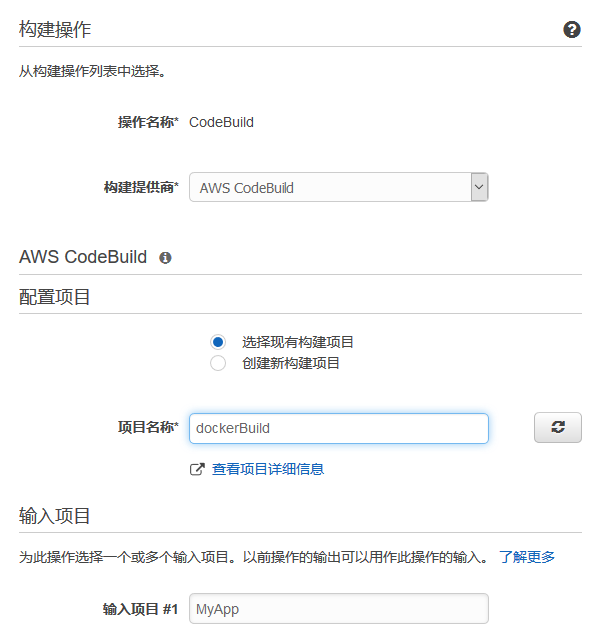 构建操作
从构建操作列表中选择。
操作名称* CodeBuild
构建提供商* AWS CodeBuild
AWS CodeBuild
配置项目
选择现有构建项目
创建新构建项目
项目名称* dockerBuild
查看项目详细信息
输入项目
为此操作选择一个或多个输入项目。以前操作的输出可以用作此操作的输入。 了解更多
输入项目 #1 MyApp